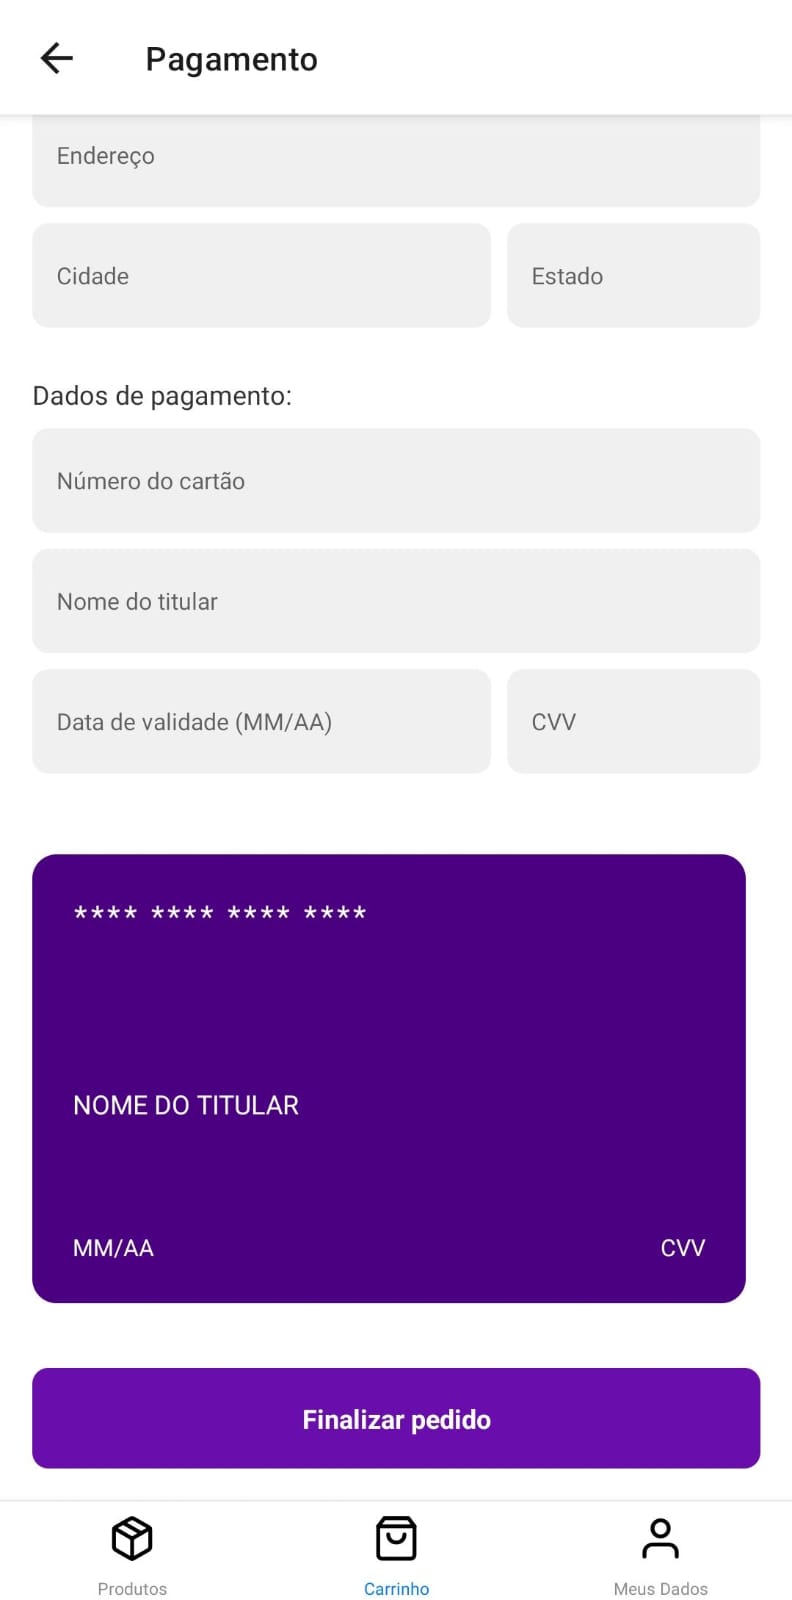 Pagamento
Endereço
Cidade
Estado
Dados de pagamento:
Número do cartão
Nome do titular
Data de validade (MM/AA)
CVV
**** **** **** ****
NOME DO TITULAR
MM/AA
CVV
Finalizar pedido
Produtos
Carrinho
Meus Dados